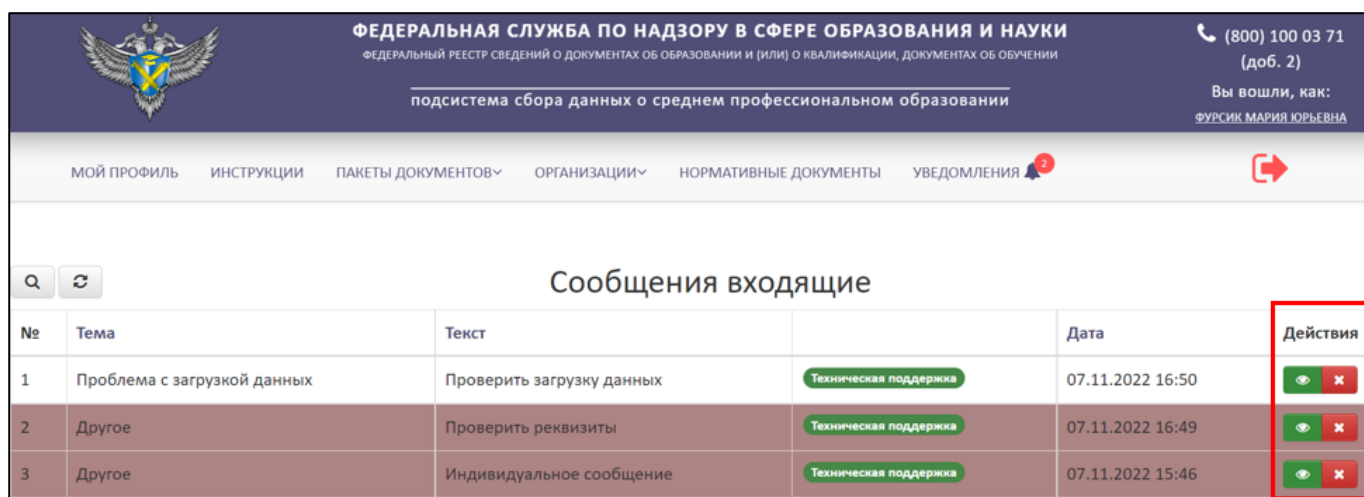 ФЕДЕРАЛЬНАЯ СЛУЖБА ПО НАДЗОРУ В СФЕРЕ ОБРАЗОВАНИЯ И НАУКИ
ФЕДЕРАЛЬНЫЙ РЕЕСТР СВЕДЕНИЙ О ДОКУМЕНТАХ ОБ ОБРАЗОВАНИИ И (ИЛИ) О КВАЛИФИКАЦИИ, ДОКУМЕНТАХ ОБ ОБУЧЕНИИ
подсистема сбора данных о среднем профессиональном образовании
(800) 100 03 71
(доб. 2)
Вы вошли, как:
ФУРСИК МАРИЯ ЮРЬЕВНА
МОЙ ПРОФИЛЬ ИНСТРУКЦИИ ПАКЕТЫ ДОКУМЕНТОВ ОРГАНИЗАЦИИ НОРМАТИВНЫЕ ДОКУМЕНТЫ УВЕДОМЛЕНИЯ 2
Сообщения входящие
№ Тема Текст Дата Действия
1 Проблема с загрузкой данных Проверить загрузку данных Техническая поддержка 07.11.2022 16:50
2 Другое Проверить реквизиты Техническая поддержка 07.11.2022 16:49
3 Другое Индивидуальное сообщение Техническая поддержка 07.11.2022 15:46